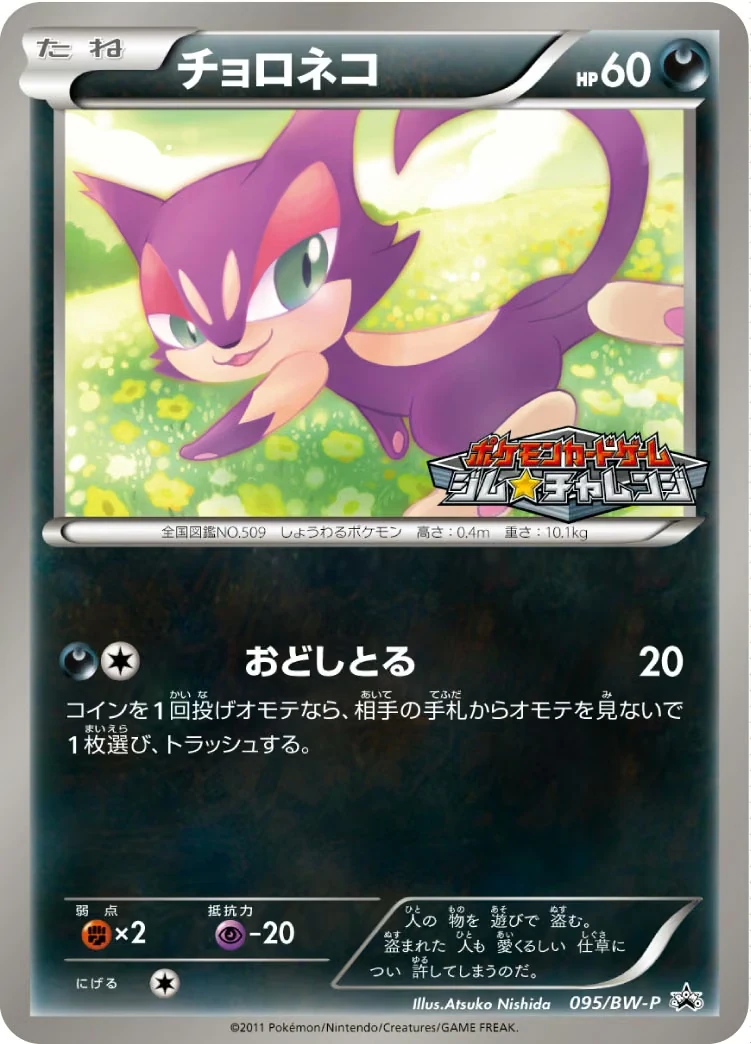 たね チョロネコ HP60
ポケモンカードゲーム
ジム★チャレンジ
全国図鑑NO.509 しょうわるポケモン 高さ:0.4m 重さ:10.1kg
おどしとる 20
コインを1回投げオモテなら、相手の手札からオモテを見ないで
1枚選び、トラッシュする。
弱点 ×2 抵抗力 -20
にげる
人の 物を 遊びで 盗む。
盗まれた 人も 愛くるしい 仕草に
つい 許してしまうのだ。
Illus.Atsuko Nishida 095/BW-P PROMO
©2011 Pokémon/Nintendo/Creatures/GAME FREAK.